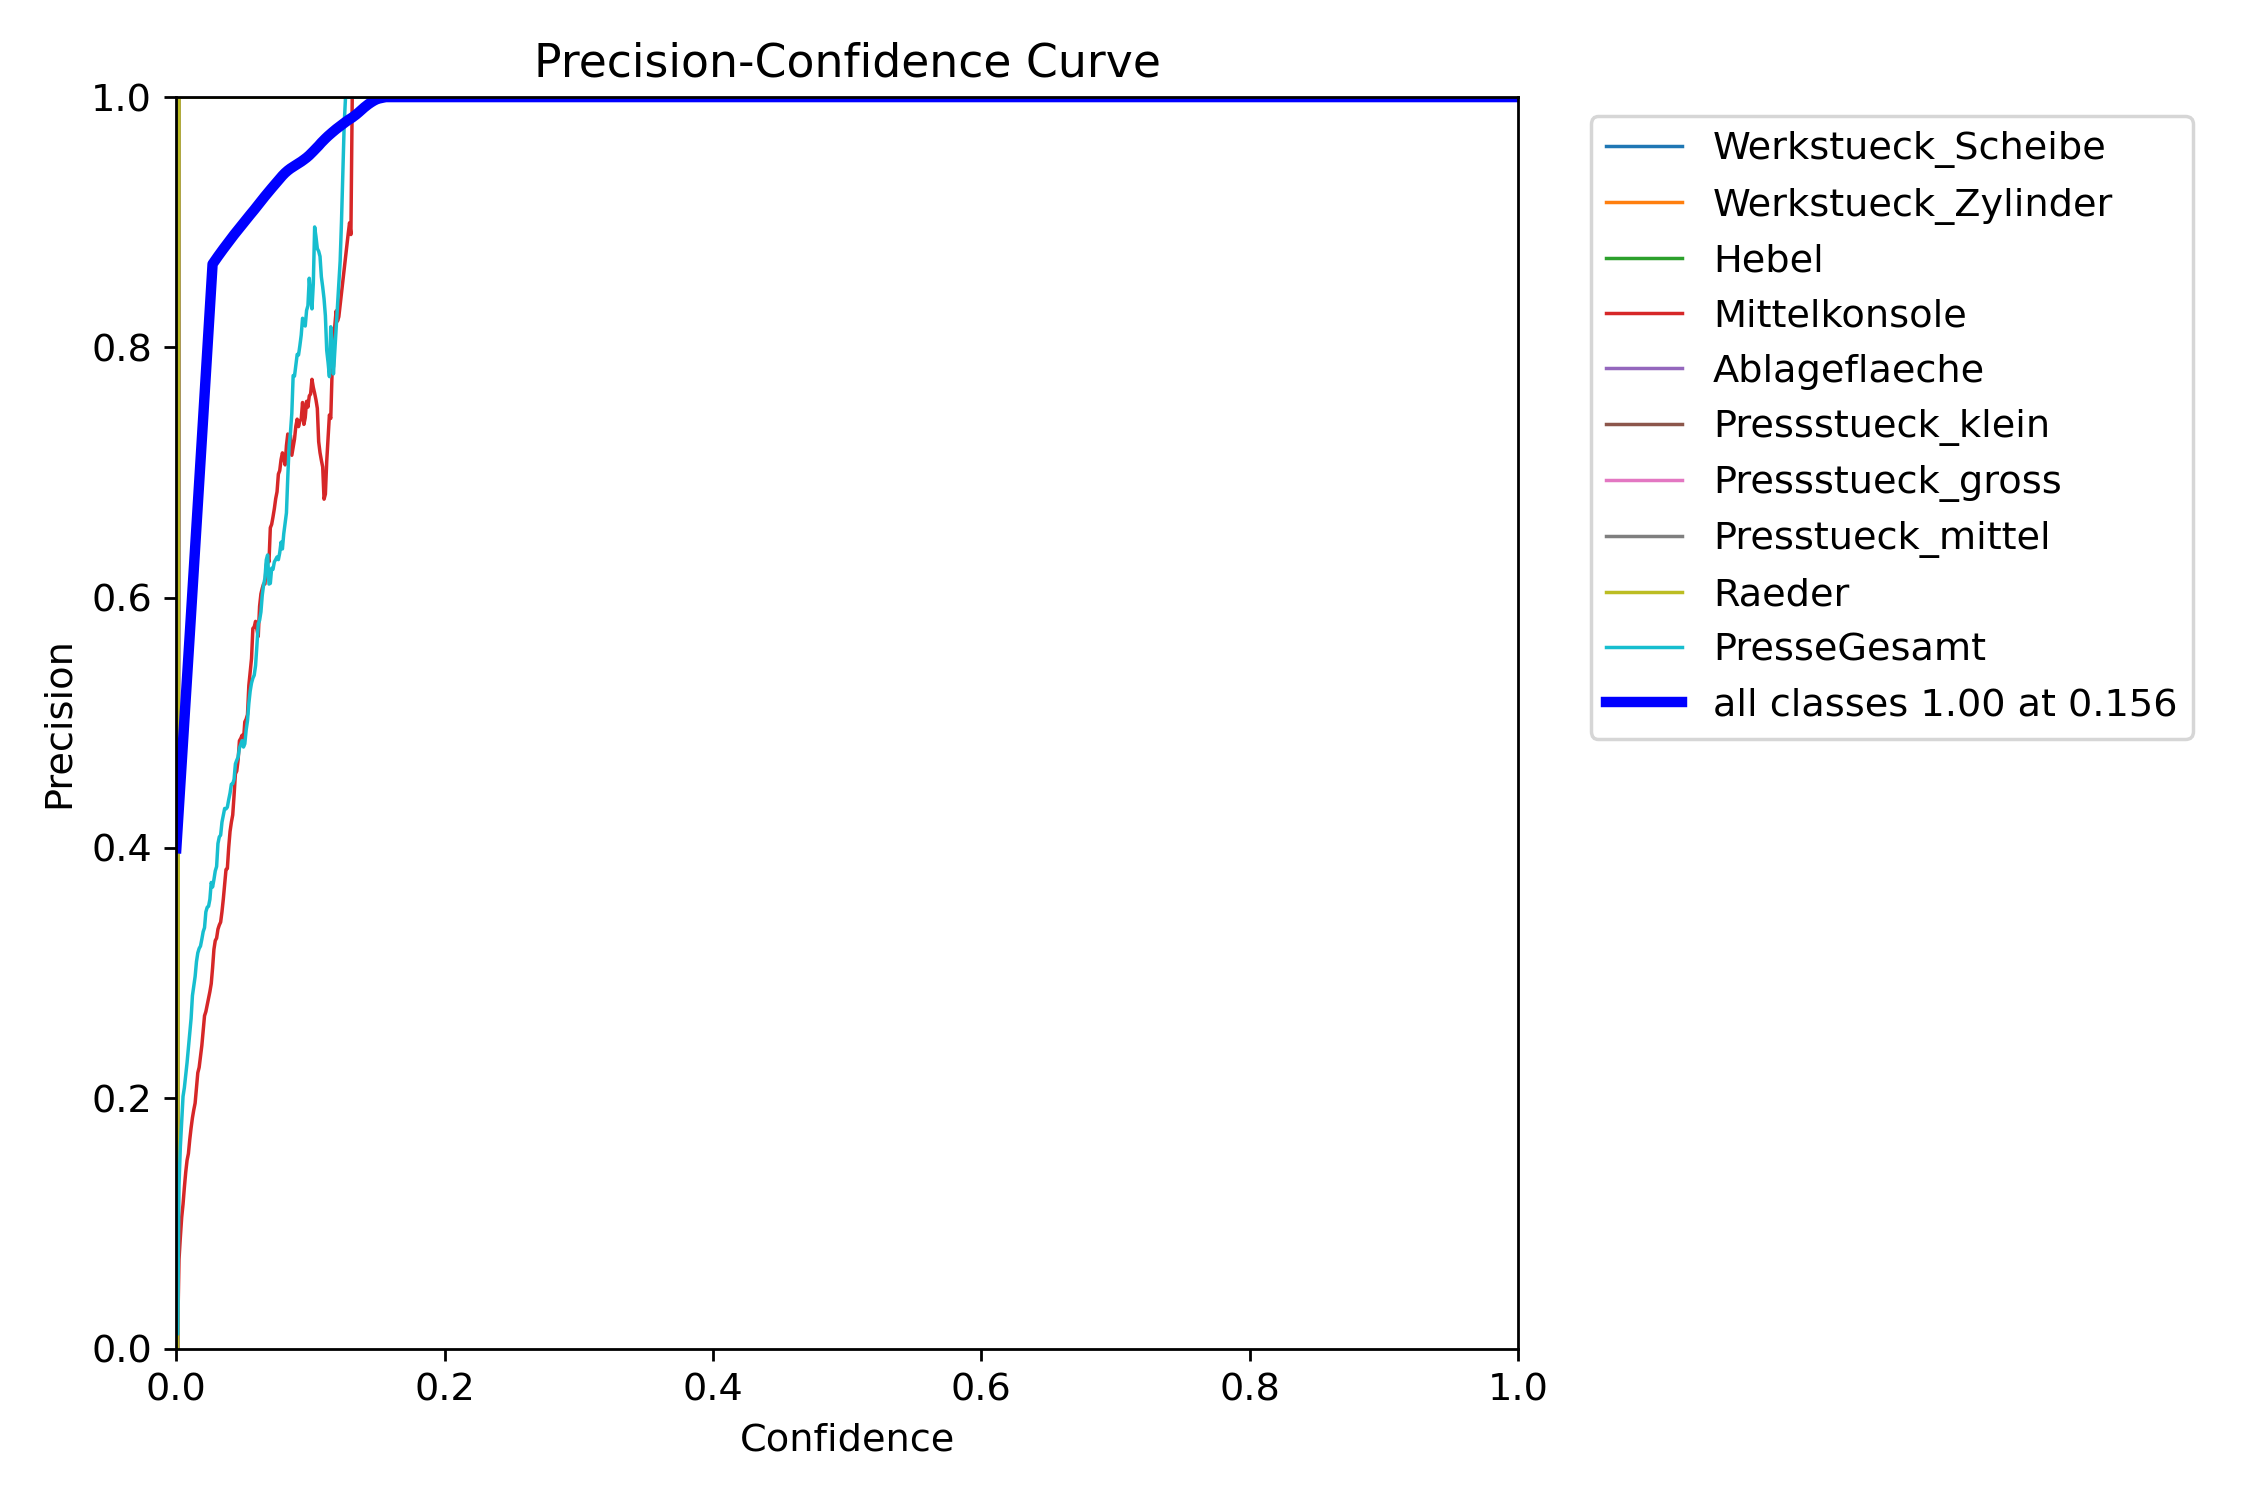 Precision-Confidence Curve
1.0
0.8
0.6
0.4
0.2
0.0
Precision
0.0 0.2 0.4 0.6 0.8 1.0
Confidence
Werkstueck_Scheibe
Werkstueck_Zylinder
Hebel
Mittelkonsole
Ablageflaeche
Pressstueck_klein
Pressstueck_gross
Presstueck_mittel
Raeder
PresseGesamt
all classes 1.00 at 0.156